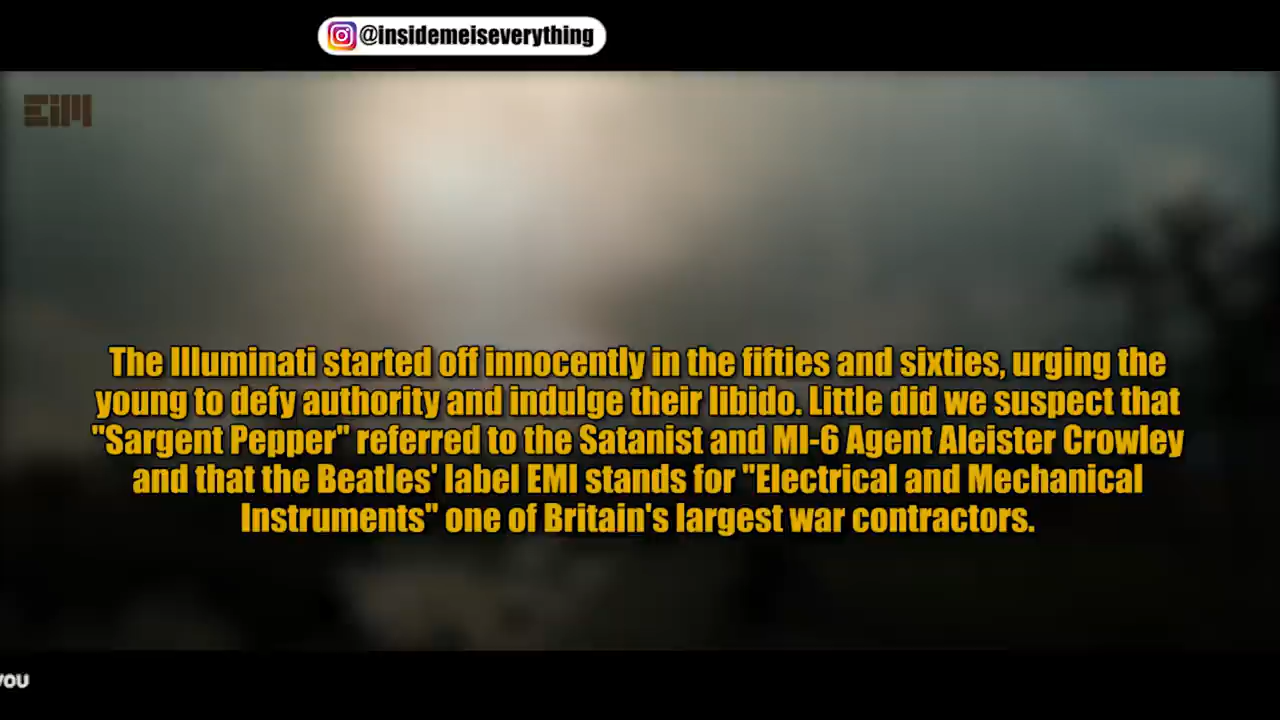 @insidemeiseverything
EiM
The Illuminati started off innocently in the fifties and sixties, urging the
young to defy authority and indulge their libido. Little did we suspect that
"Sargent Pepper" referred to the Satanist and MI-6 Agent Aleister Crowley
and that the Beatles' label EMI stands for "Electrical and Mechanical
Instruments" one of Britain's largest war contractors.
you